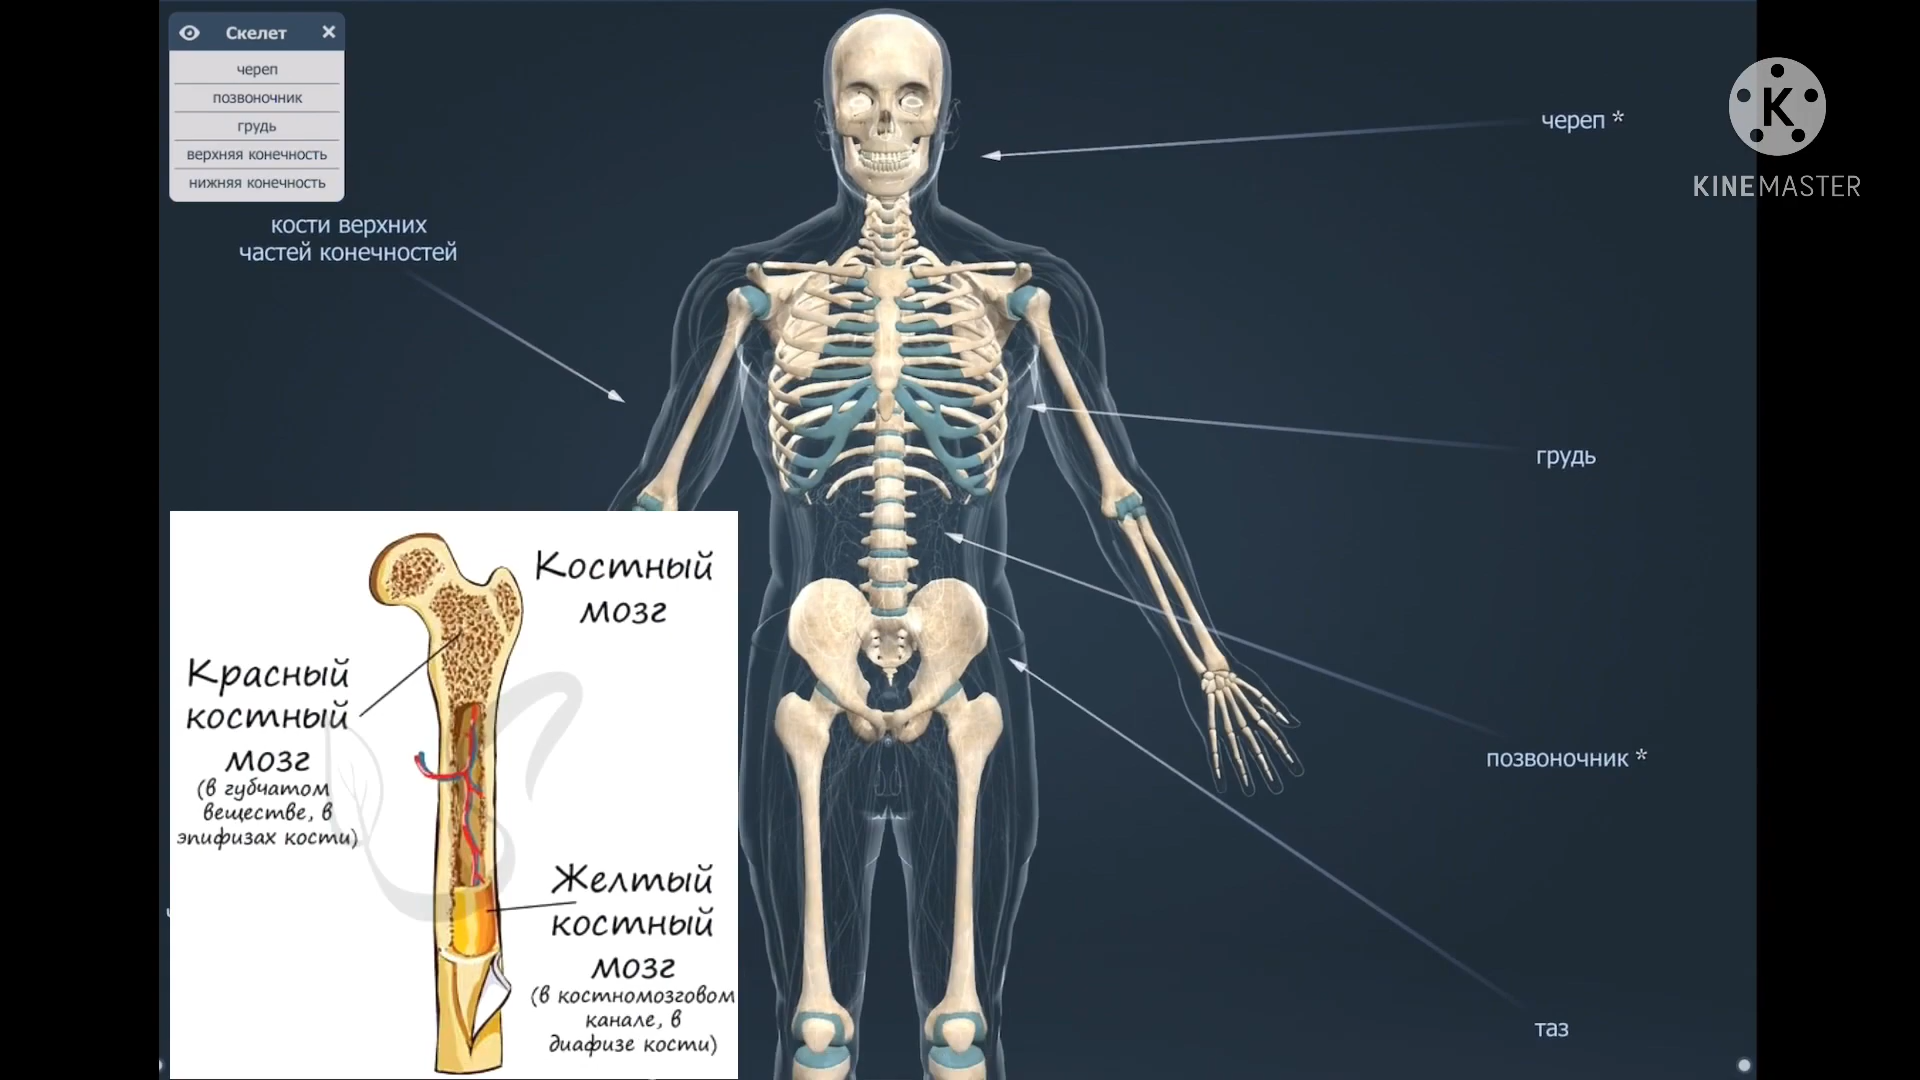 Скелет
череп
позвоночник
грудь
верхняя конечность
нижняя конечность
кости верхних
частей конечностей
череп *
KINEMASTER
грудь
позвоночник *
таз
Костный
мозг
Красный
костный
мозг
(в губчатом
веществе, в
эпифизах кости)
Желтый
костный
мозг
(в костномозговом
канале, в
диафизе кости)